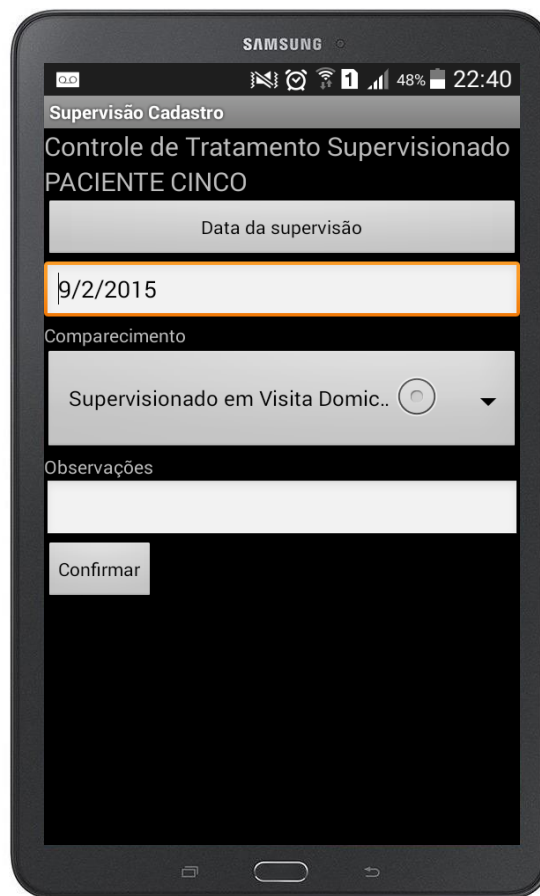 SAMSUNG
1 48% 22:40
Supervisão Cadastro
Controle de Tratamento Supervisionado
PACIENTE CINCO
Data da supervisão
9/2/2015
Comparecimento
Supervisionado em Visita Domic..
Observações
Confirmar